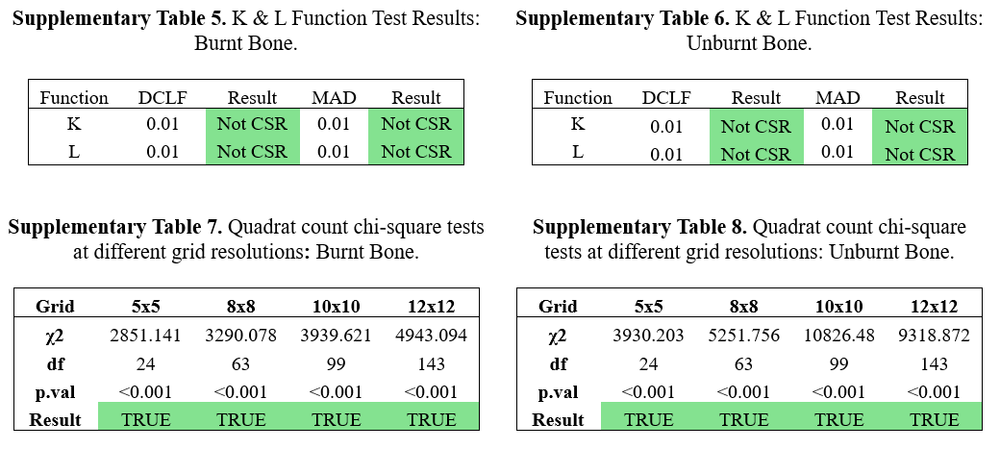 Supplementary Table 5. K & L Function Test Results:
Burnt Bone.
Function DCLF Result MAD Result
K 0.01 Not CSR 0.01 Not CSR
L 0.01 Not CSR 0.01 Not CSR
Supplementary Table 6. K & L Function Test Results:
Unburnt Bone.
Function DCLF Result MAD Result
K 0.01 Not CSR 0.01 Not CSR
L 0.01 Not CSR 0.01 Not CSR
Supplementary Table 7. Quadrat count chi-square tests
at different grid resolutions: Burnt Bone.
Grid 5x5 8x8 10x10 12x12
χ2 2851.141 3290.078 3939.621 4943.094
df 24 63 99 143
p.val <0.001 <0.001 <0.001 <0.001
Result TRUE TRUE TRUE TRUE
Supplementary Table 8. Quadrat count chi-square
tests at different grid resolutions: Unburnt Bone.
Grid 5x5 8x8 10x10 12x12
χ2 3930.203 5251.756 10826.48 9318.872
df 24 63 99 143
p.val <0.001 <0.001 <0.001 <0.001
Result TRUE TRUE TRUE TRUE